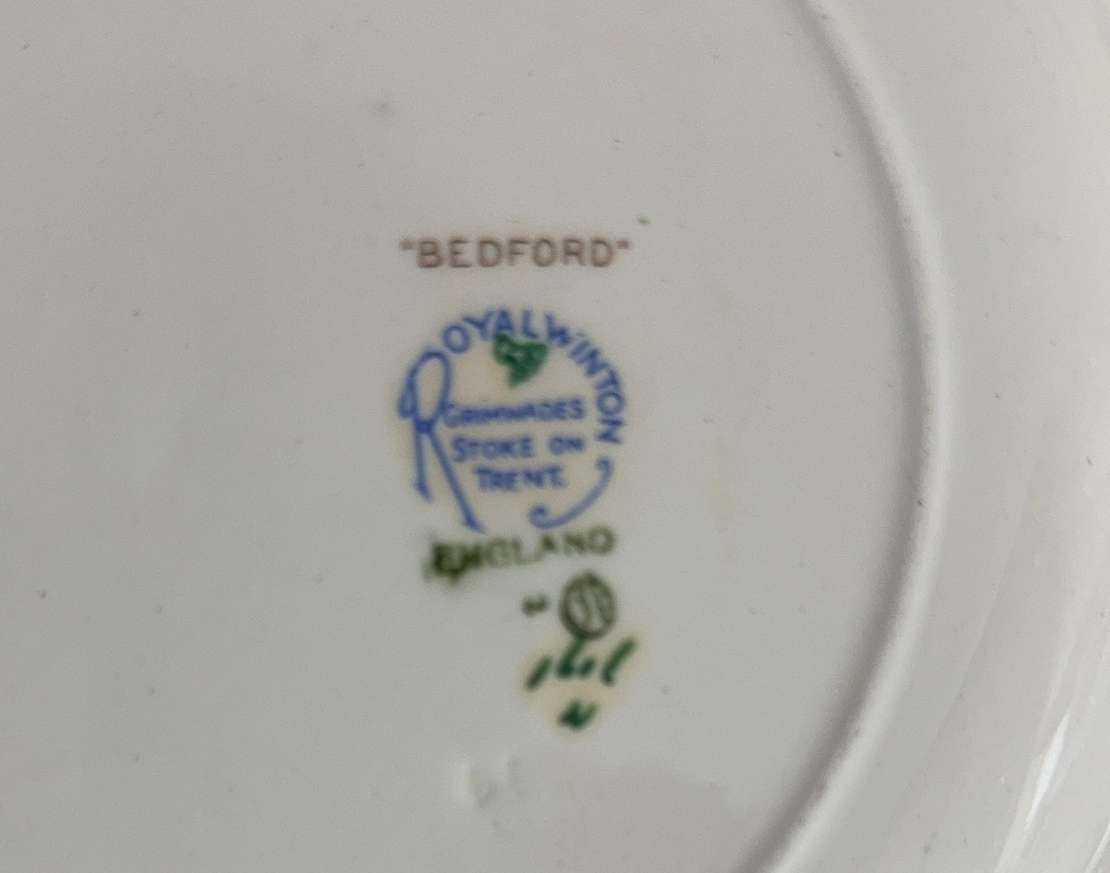 "BEDFORD"
ROYAL WINTON
GRIMWADES
STOKE ON
TRENT.
ENGLAND